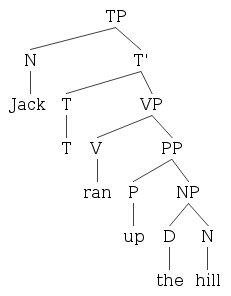 TP
N T'
Jack T VP
T V PP
ran P NP
up D N
the hill